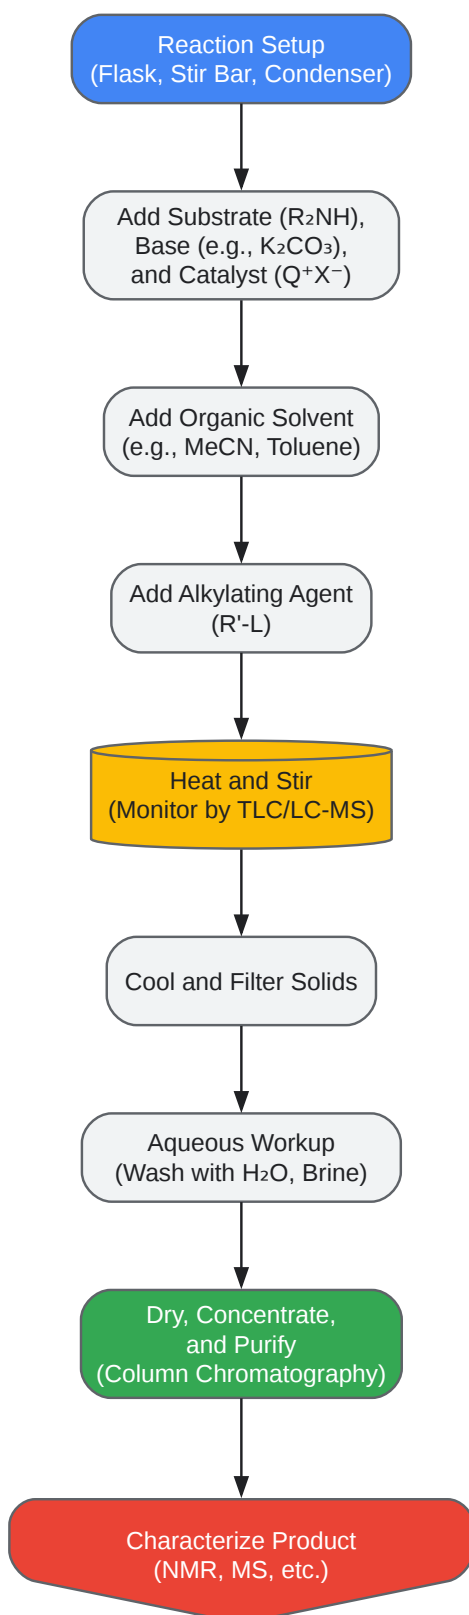 Reaction Setup
(Flask, Stir Bar, Condenser)
Add Substrate (R₂NH),
Base (e.g., K₂CO₃),
and Catalyst (Q⁺X⁻)
Add Organic Solvent
(e.g., MeCN, Toluene)
Add Alkylating Agent
(R'-L)
Heat and Stir
(Monitor by TLC/LC-MS)
Cool and Filter Solids
Aqueous Workup
(Wash with H₂O, Brine)
Dry, Concentrate,
and Purify
(Column Chromatography)
Characterize Product
(NMR, MS, etc.)